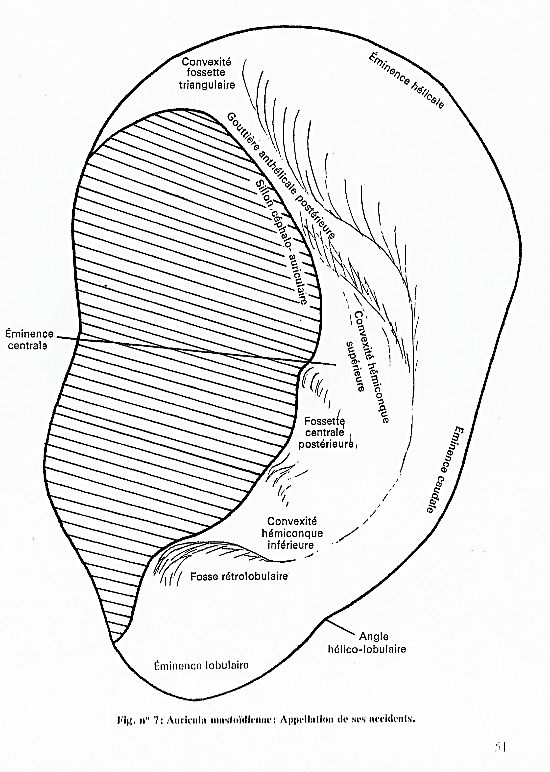 Convexité
fossette
triangulaire
Éminence hélicale
Gouttière anthélicale postérieure
Sillon céphalo-auriculaire
Éminence
centrale
Convexité hémiconque
supérieure
Fossette
centrale
postérieure
Éminence caudale
Convexité
hémiconque
inférieure
Fosse rétrolobulaire
Angle
hélico-lobulaire
Éminence lobulaire
Fig. n° 7 : Auricula mastoïdienne : Appellation de ses accidents.
51